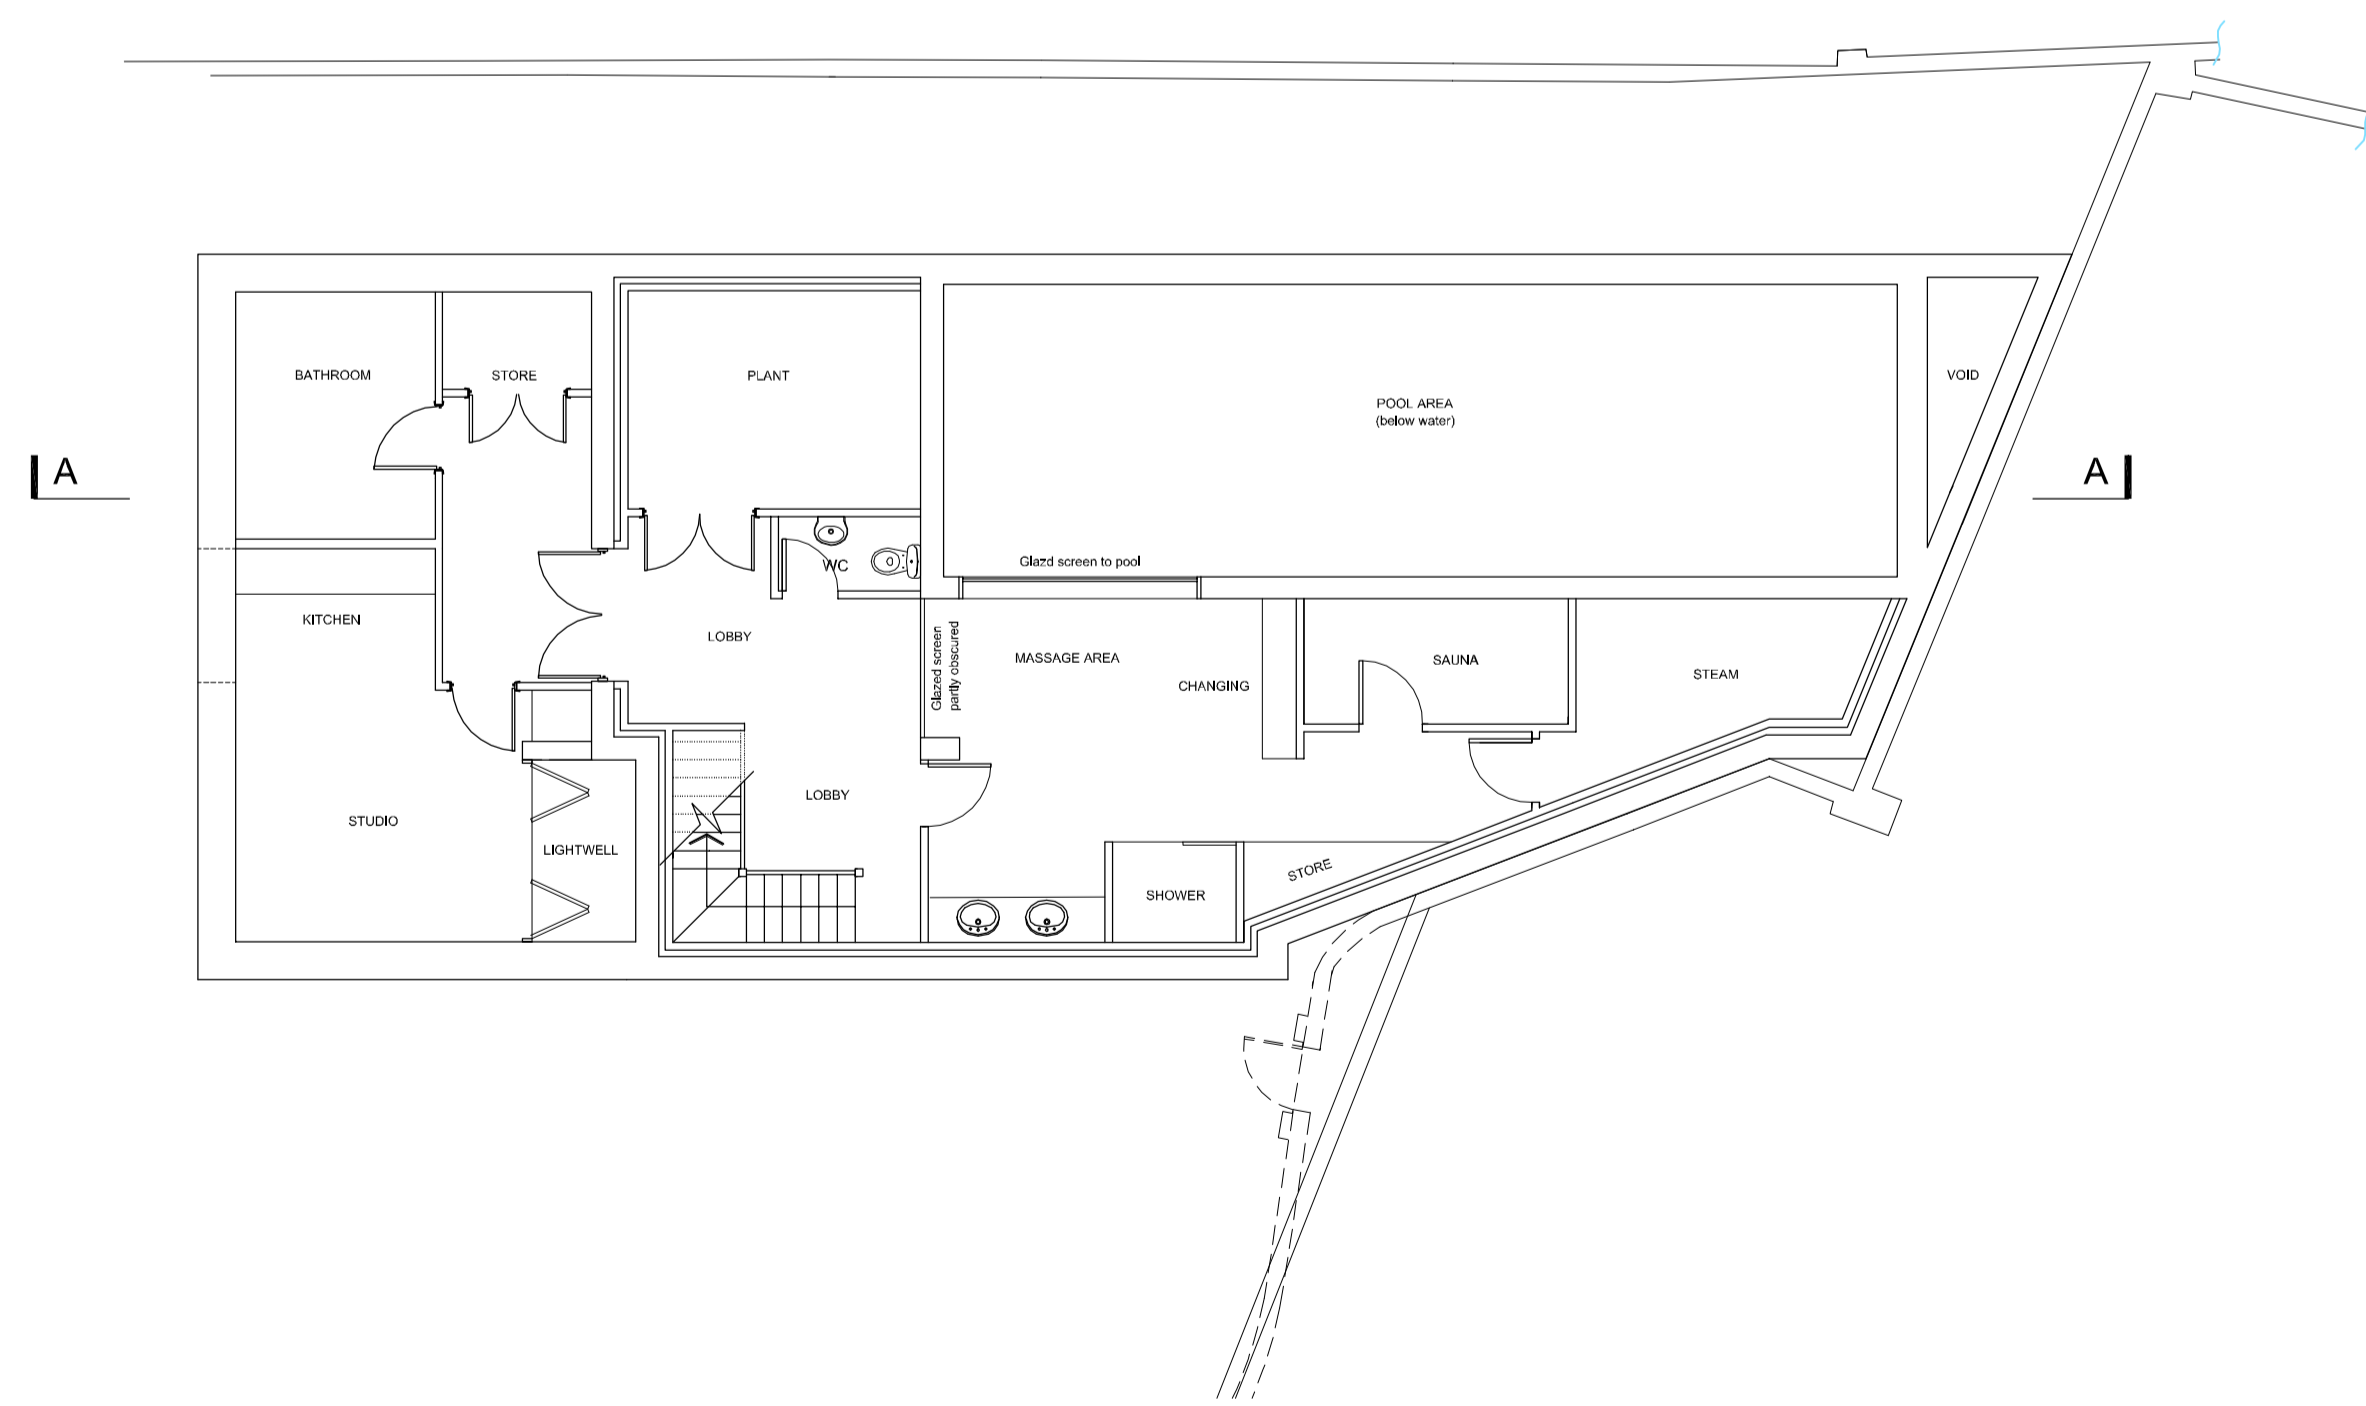 BATHROOM
STORE
PLANT
POOL AREA
(below water)
VOID
A
A
Glazd screen to pool
WC
KITCHEN
LOBBY
Glazed screen
partly obscured
MASSAGE AREA
CHANGING
SAUNA
STEAM
STUDIO
LIGHTWELL
LOBBY
SHOWER
STORE